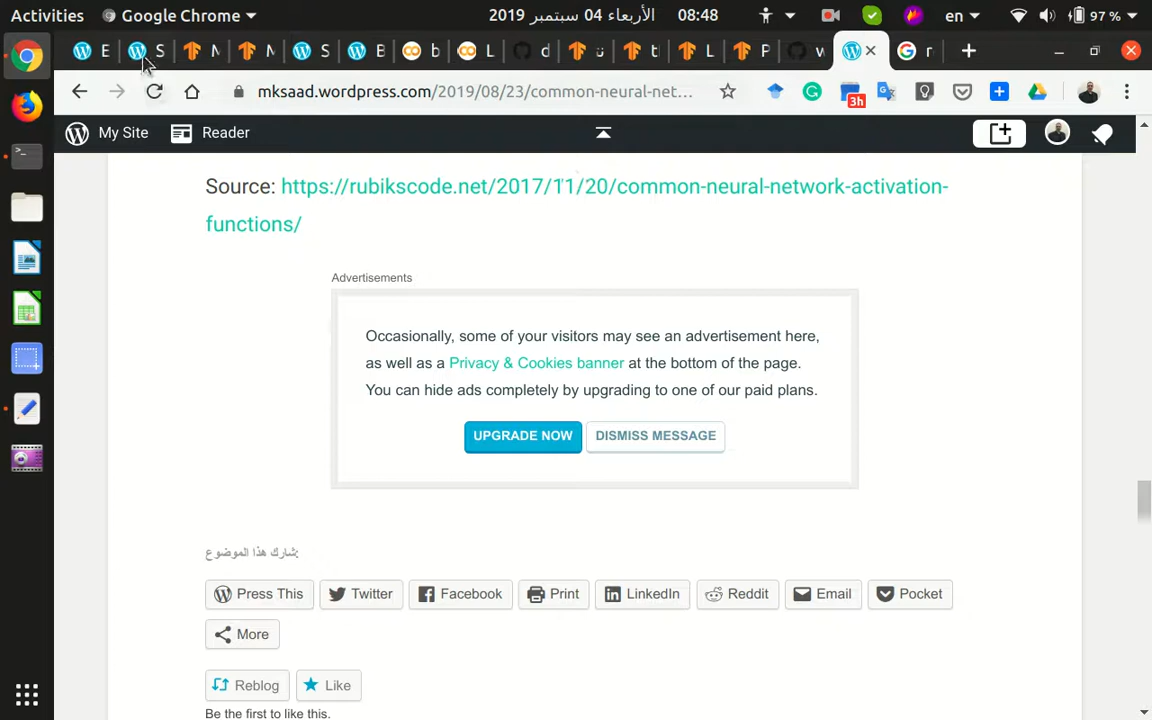 Activities
Google Chrome
الأربعاء 04 سبتمبر 2019
08:48
en
97 %
E
S
M
M
S
B
b
L
d
t
L
P
w
r
mksaad.wordpress.com/2019/08/23/common-neural-net...
3h
My Site
Reader
Source: https://rubikscode.net/2017/11/20/common-neural-network-activation-
functions/
Advertisements
Occasionally, some of your visitors may see an advertisement here,
as well as a Privacy & Cookies banner at the bottom of the page.
You can hide ads completely by upgrading to one of our paid plans.
UPGRADE NOW
DISMISS MESSAGE
شارك هذا الموضوع:
Press This
Twitter
Facebook
Print
LinkedIn
Reddit
Email
Pocket
More
Reblog
Like
Be the first to like this.